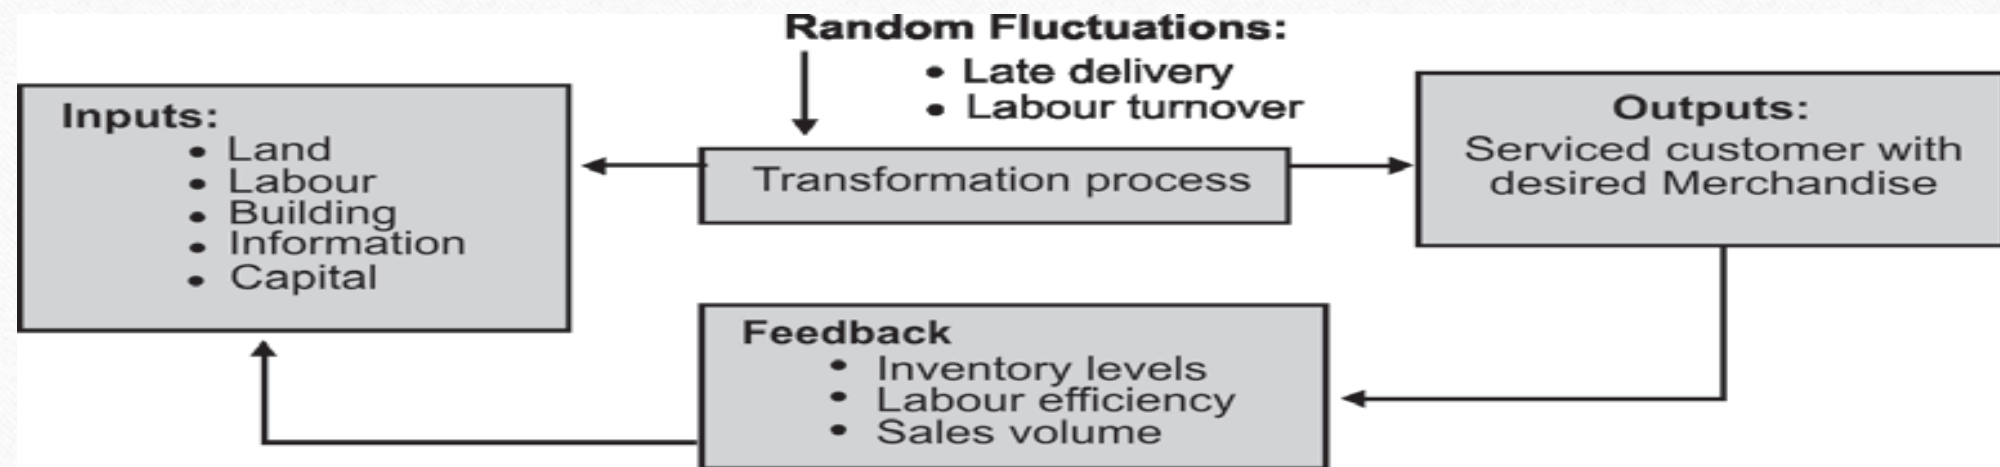 Random Fluctuations:
• Late delivery
• Labour turnover
Inputs:
• Land
• Labour
• Building
• Information
• Capital
Transformation process
Outputs:
Serviced customer with
desired Merchandise
Feedback
• Inventory levels
• Labour efficiency
• Sales volume